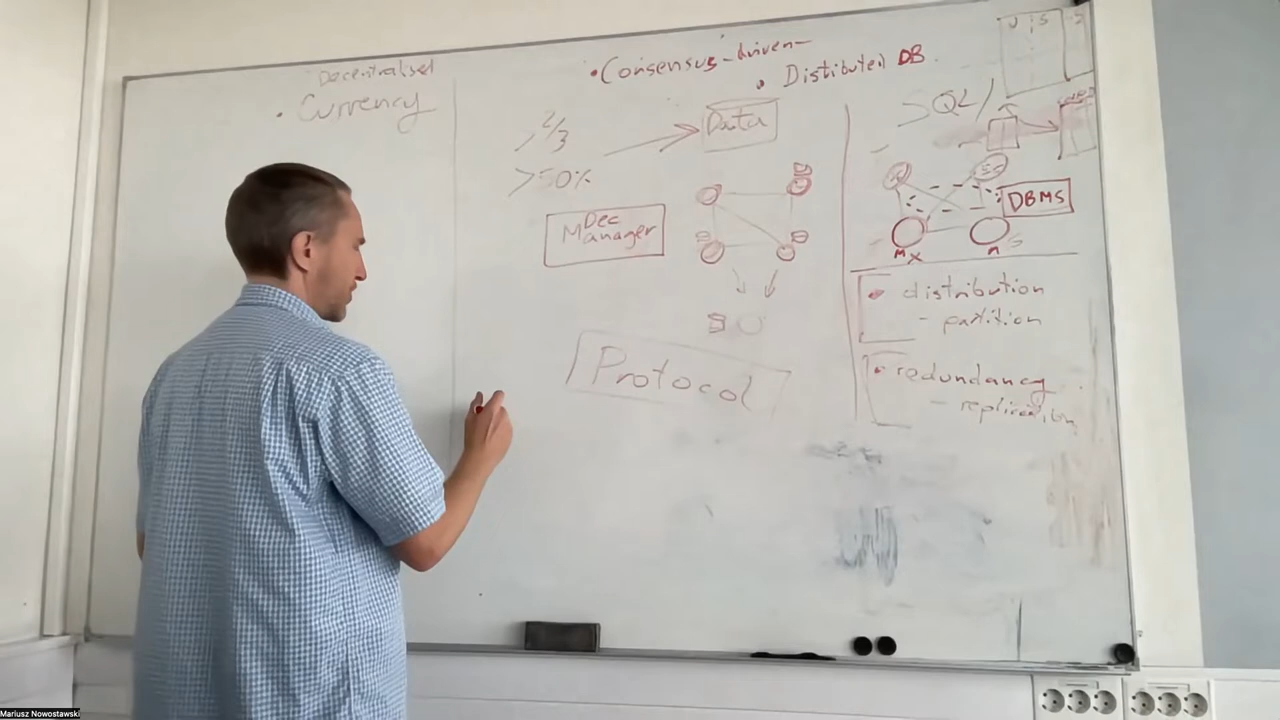 Decentralised
• Currency
• Consensus-driven
• Distributed DB
>2/3
>50%
Data
Dec
Manager
Protocol
SQL/
DBMS
M
X
• distribution
- partition
• redundancy
- replication
Mariusz Nowostawski